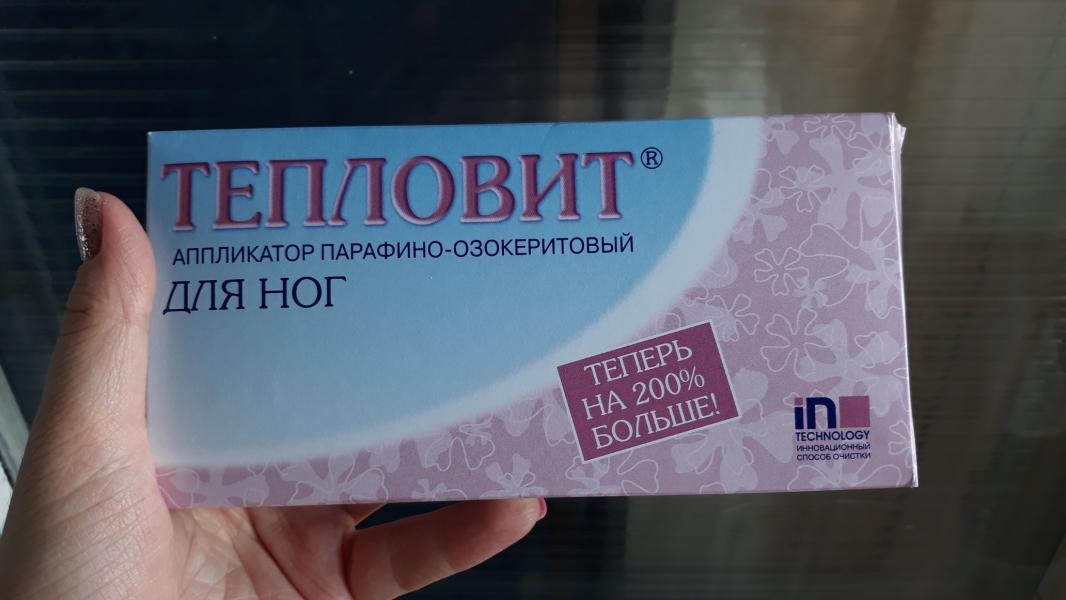 ТЕПЛОВИТ®
АППЛИКАТОР ПАРАФИНО-ОЗОКЕРИТОВЫЙ
ДЛЯ НОГ
ТЕПЕРЬ
НА 200%
БОЛЬШЕ!
in
TECHNOLOGY
ИННОВАЦИОННЫЙ
СПОСОБ ОЧИСТКИ